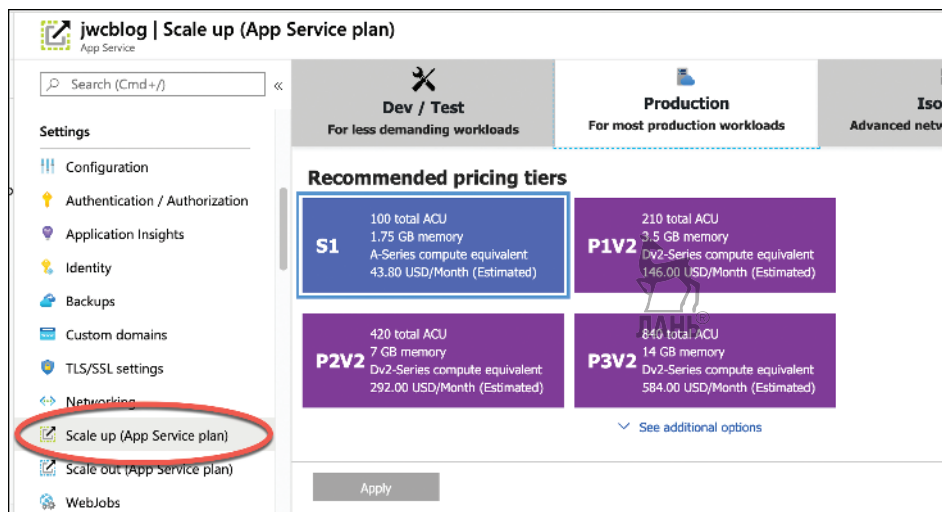 jwcblog | Scale up (App Service plan)
App Service
Search (Cmd+/)
«
Settings
Configuration
Authentication / Authorization
Application Insights
Identity
Backups
Custom domains
TLS/SSL settings
Networking
Scale up (App Service plan)
Scale out (App Service plan)
WebJobs
Dev / Test
For less demanding workloads
Production
For most production workloads
Iso
Advanced netw
Recommended pricing tiers
S1
100 total ACU
1.75 GB memory
A-Series compute equivalent
43.80 USD/Month (Estimated)
P1V2
210 total ACU
3.5 GB memory
Dv2-Series compute equivalent
146.00 USD/Month (Estimated)
P2V2
420 total ACU
7 GB memory
Dv2-Series compute equivalent
292.00 USD/Month (Estimated)
P3V2
840 total ACU
14 GB memory
Dv2-Series compute equivalent
584.00 USD/Month (Estimated)
ЛАНЬ®
See additional options
Apply